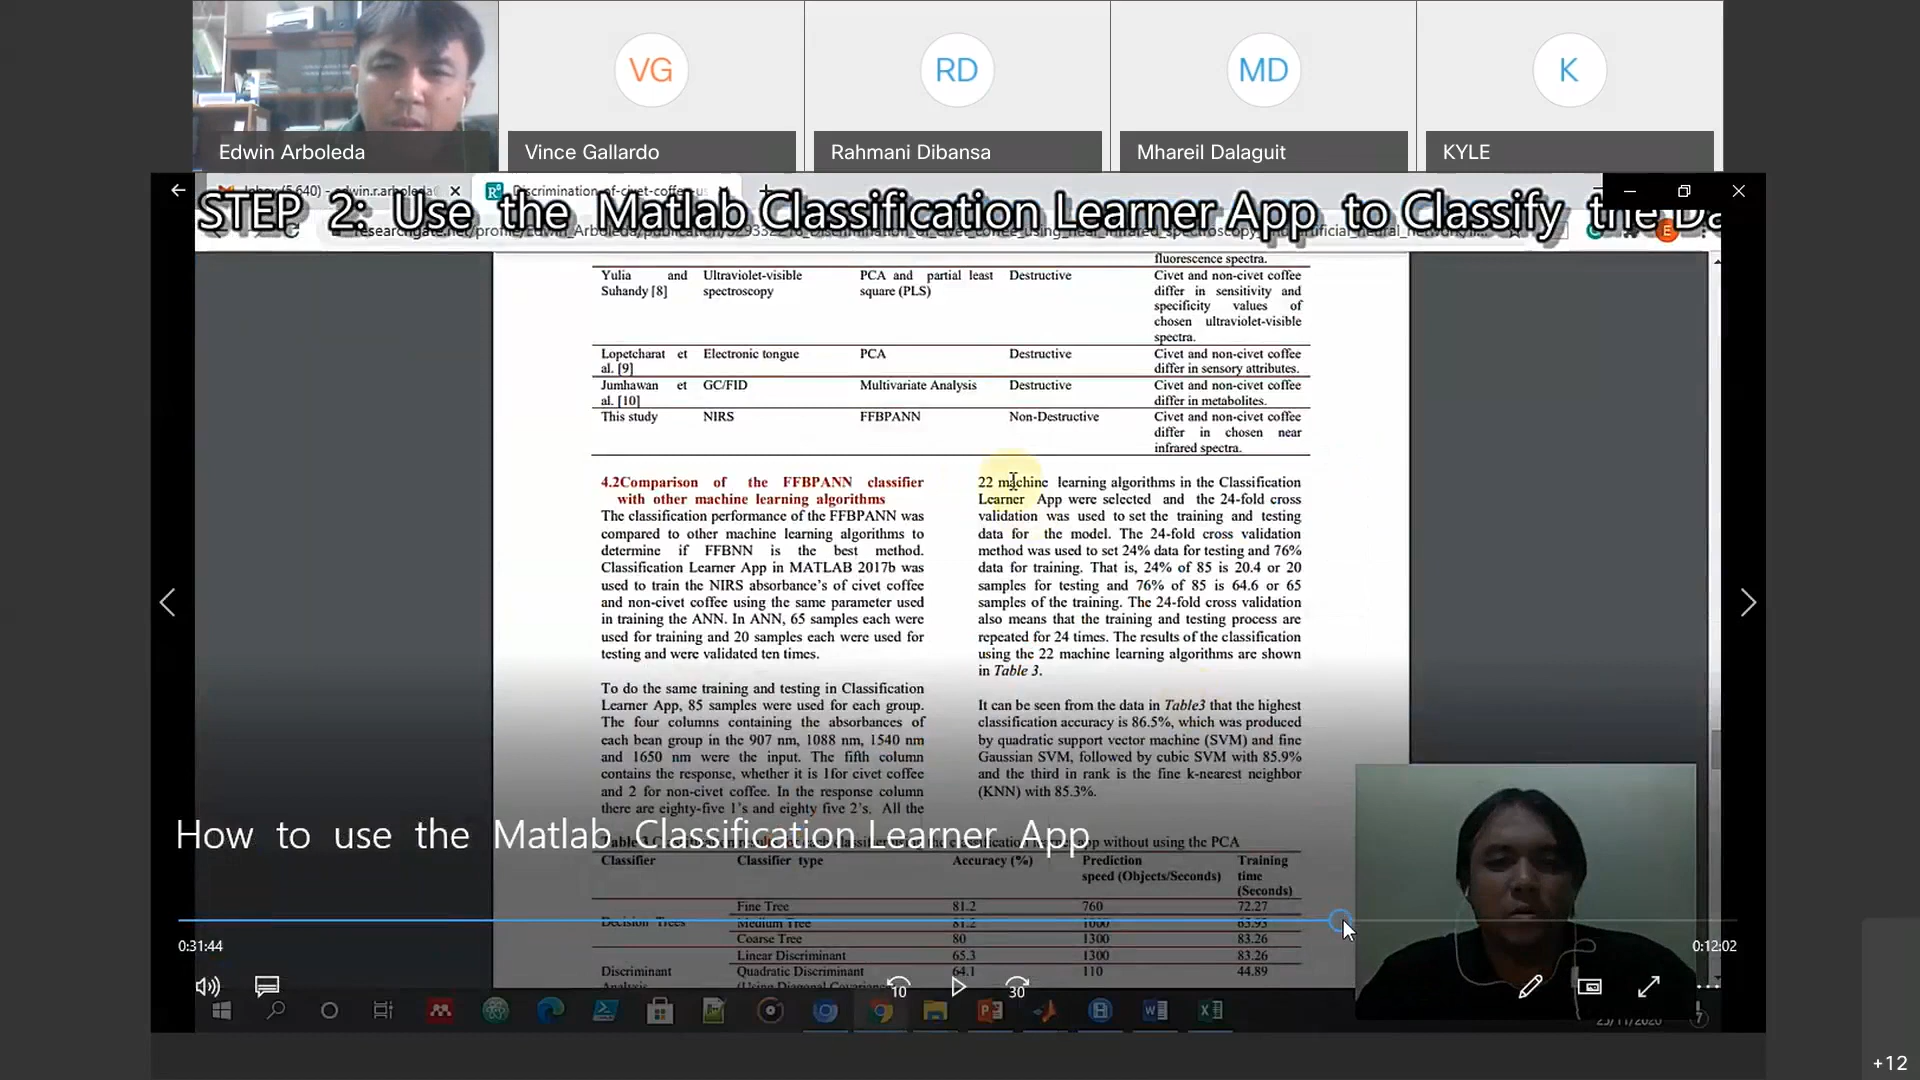 VG
RD
MD
K
Edwin Arboleda
Vince Gallardo
Rahmani Dibansa
Mhareil Dalaguit
KYLE
STEP 2: Use the Matlab Classification Learner App to Classify the Da
fluorescence spectra.
Yulia and Suhandy [8] Ultraviolet-visible spectroscopy PCA and partial least square (PLS) Destructive Civet and non-civet coffee differ in sensitivity and specificity values of chosen ultraviolet-visible spectra.
Lopetcharat et al. [9] Electronic tongue PCA Destructive Civet and non-civet coffee differ in sensory attributes.
Jumhawan et al. [10] GC/FID Multivariate Analysis Destructive Civet and non-civet coffee differ in metabolites.
This study NIRS FFBPANN Non-Destructive Civet and non-civet coffee differ in chosen near infrared spectra.
4.2Comparison of the FFBPANN classifier
with other machine learning algorithms
The classification performance of the FFBPANN was
compared to other machine learning algorithms to
determine if FFBNN is the best method.
Classification Learner App in MATLAB 2017b was
used to train the NIRS absorbance's of civet coffee
and non-civet coffee using the same parameter used
in training the ANN. In ANN, 65 samples each were
used for training and 20 samples each were used for
testing and were validated ten times.
To do the same training and testing in Classification
Learner App, 85 samples were used for each group.
The four columns containing the absorbances of
each bean group in the 907 nm, 1088 nm, 1540 nm
and 1650 nm were the input. The fifth column
contains the response, whether it is 1for civet coffee
and 2 for non-civet coffee. In the response column
there are eighty-five 1's and eighty five 2's. All the
22 machine learning algorithms in the Classification
Learner App were selected and the 24-fold cross
validation was used to set the training and testing
data for the model. The 24-fold cross validation
method was used to set 24% data for testing and 76%
data for training. That is, 24% of 85 is 20.4 or 20
samples for testing and 76% of 85 is 64.6 or 65
samples of the training. The 24-fold cross validation
also means that the training and testing process are
repeated for 24 times. The results of the classification
using the 22 machine learning algorithms are shown
in Table 3.
It can be seen from the data in Table3 that the highest
classification accuracy is 86.5%, which was produced
by quadratic support vector machine (SVM) and fine
Gaussian SVM, followed by cubic SVM with 85.9%
and the third in rank is the fine k-nearest neighbor
(KNN) with 85.3%.
How to use the Matlab Classification Learner App
app without using the PCA
Classifier Classifier type Accuracy (%) Prediction speed (Objects/Seconds) Training time (Seconds)
Fine Tree 81.2 760 72.27
Decision Trees Medium Tree 81.2 1000 65.95
Coarse Tree 80 1300 83.26
Linear Discriminant 65.3 1300 83.26
Discriminant Quadratic Discriminant 64.1 110 44.89
0:31:44
0:12:02
10
30
+12